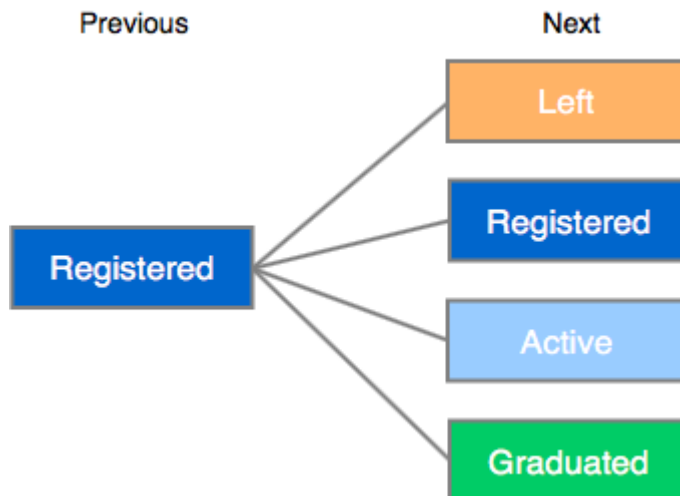 Previous
Next
Left
Registered
Registered
Active
Graduated